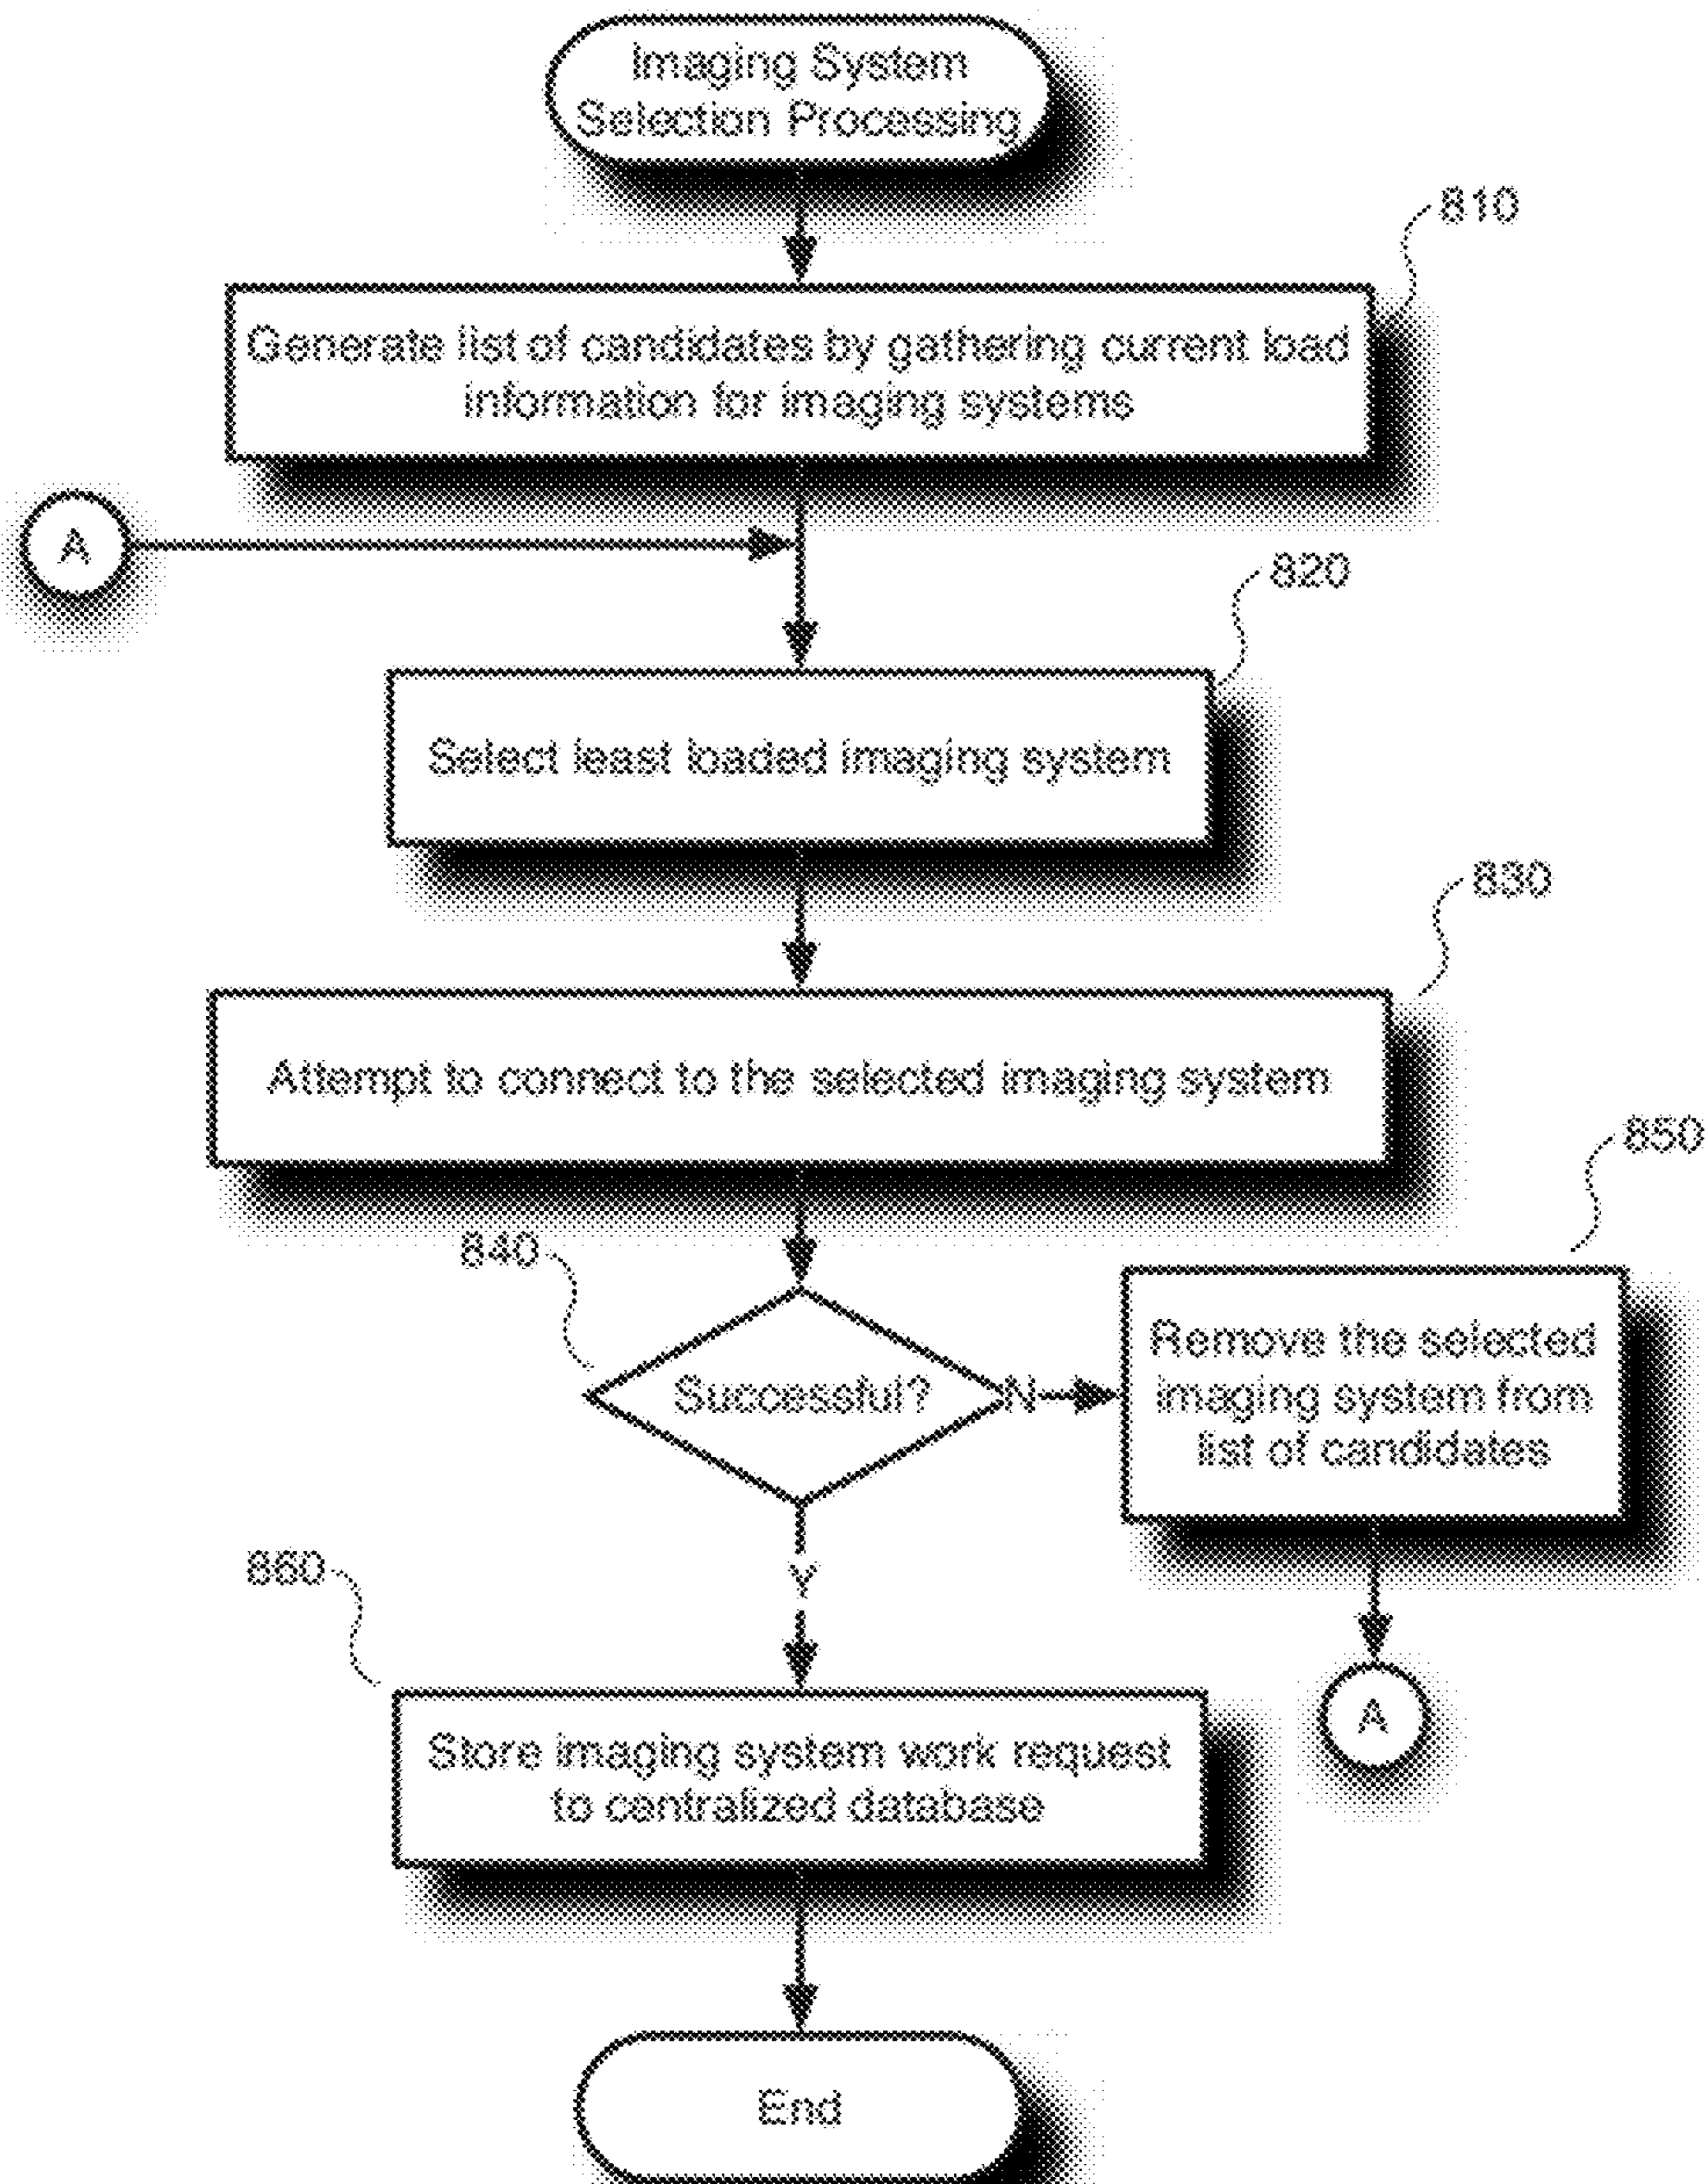 Imaging System
Selection Processing
810
Generate list of candidates by gathering current load
information for imaging systems
A
820
Select least loaded imaging system
830
Attempt to connect to the selected imaging system
850
840
Successful?
N
Remove the selected
imaging system from
list of candidates
Y
860
A
Store imaging system work request
to centralized database
End